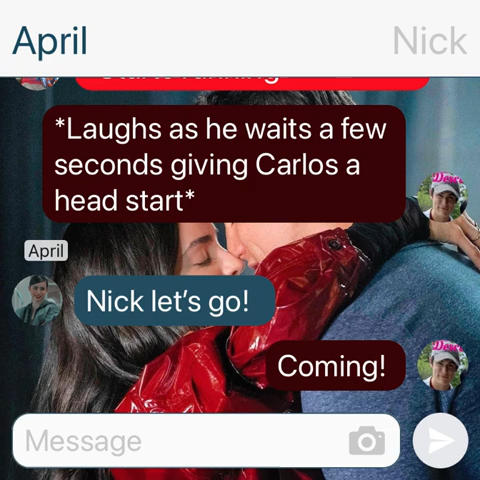 April
Nick
*Laughs as he waits a few
seconds giving Carlos a
head start*
April
Nick let’s go!
Coming!
Message